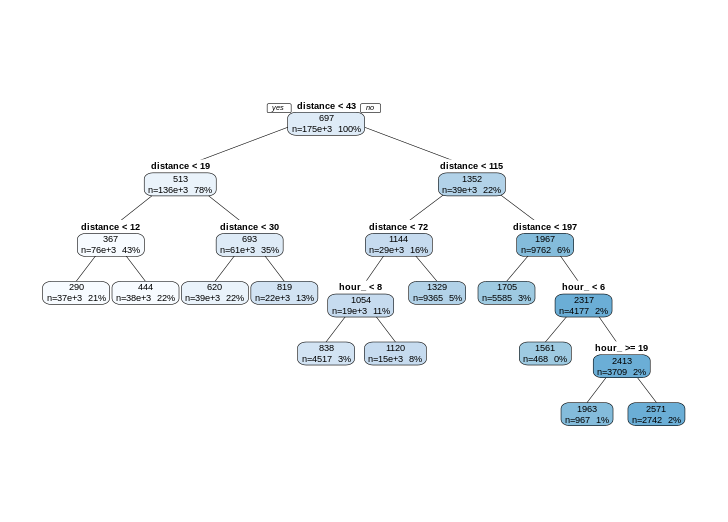 yes distance < 43 no
697
n=175e+3 100%
distance < 19 distance < 115
513 1352
n=136e+3 78% n=39e+3 22%
distance < 12 distance < 30 distance < 72 distance < 197
367 693 1144 1967
n=76e+3 43% n=61e+3 35% n=29e+3 16% n=9762 6%
290 444 620 819 hour_ < 8 1329 1705 hour_ < 6
n=37e+3 21% n=38e+3 22% n=39e+3 22% n=22e+3 13% 1054 n=9365 5% n=5585 3% 2317
n=19e+3 11% n=4177 2%
838 1120 1561 hour_ >= 19
n=4517 3% n=15e+3 8% n=468 0% 2413
n=3709 2%
1963 2571
n=967 1% n=2742 2%